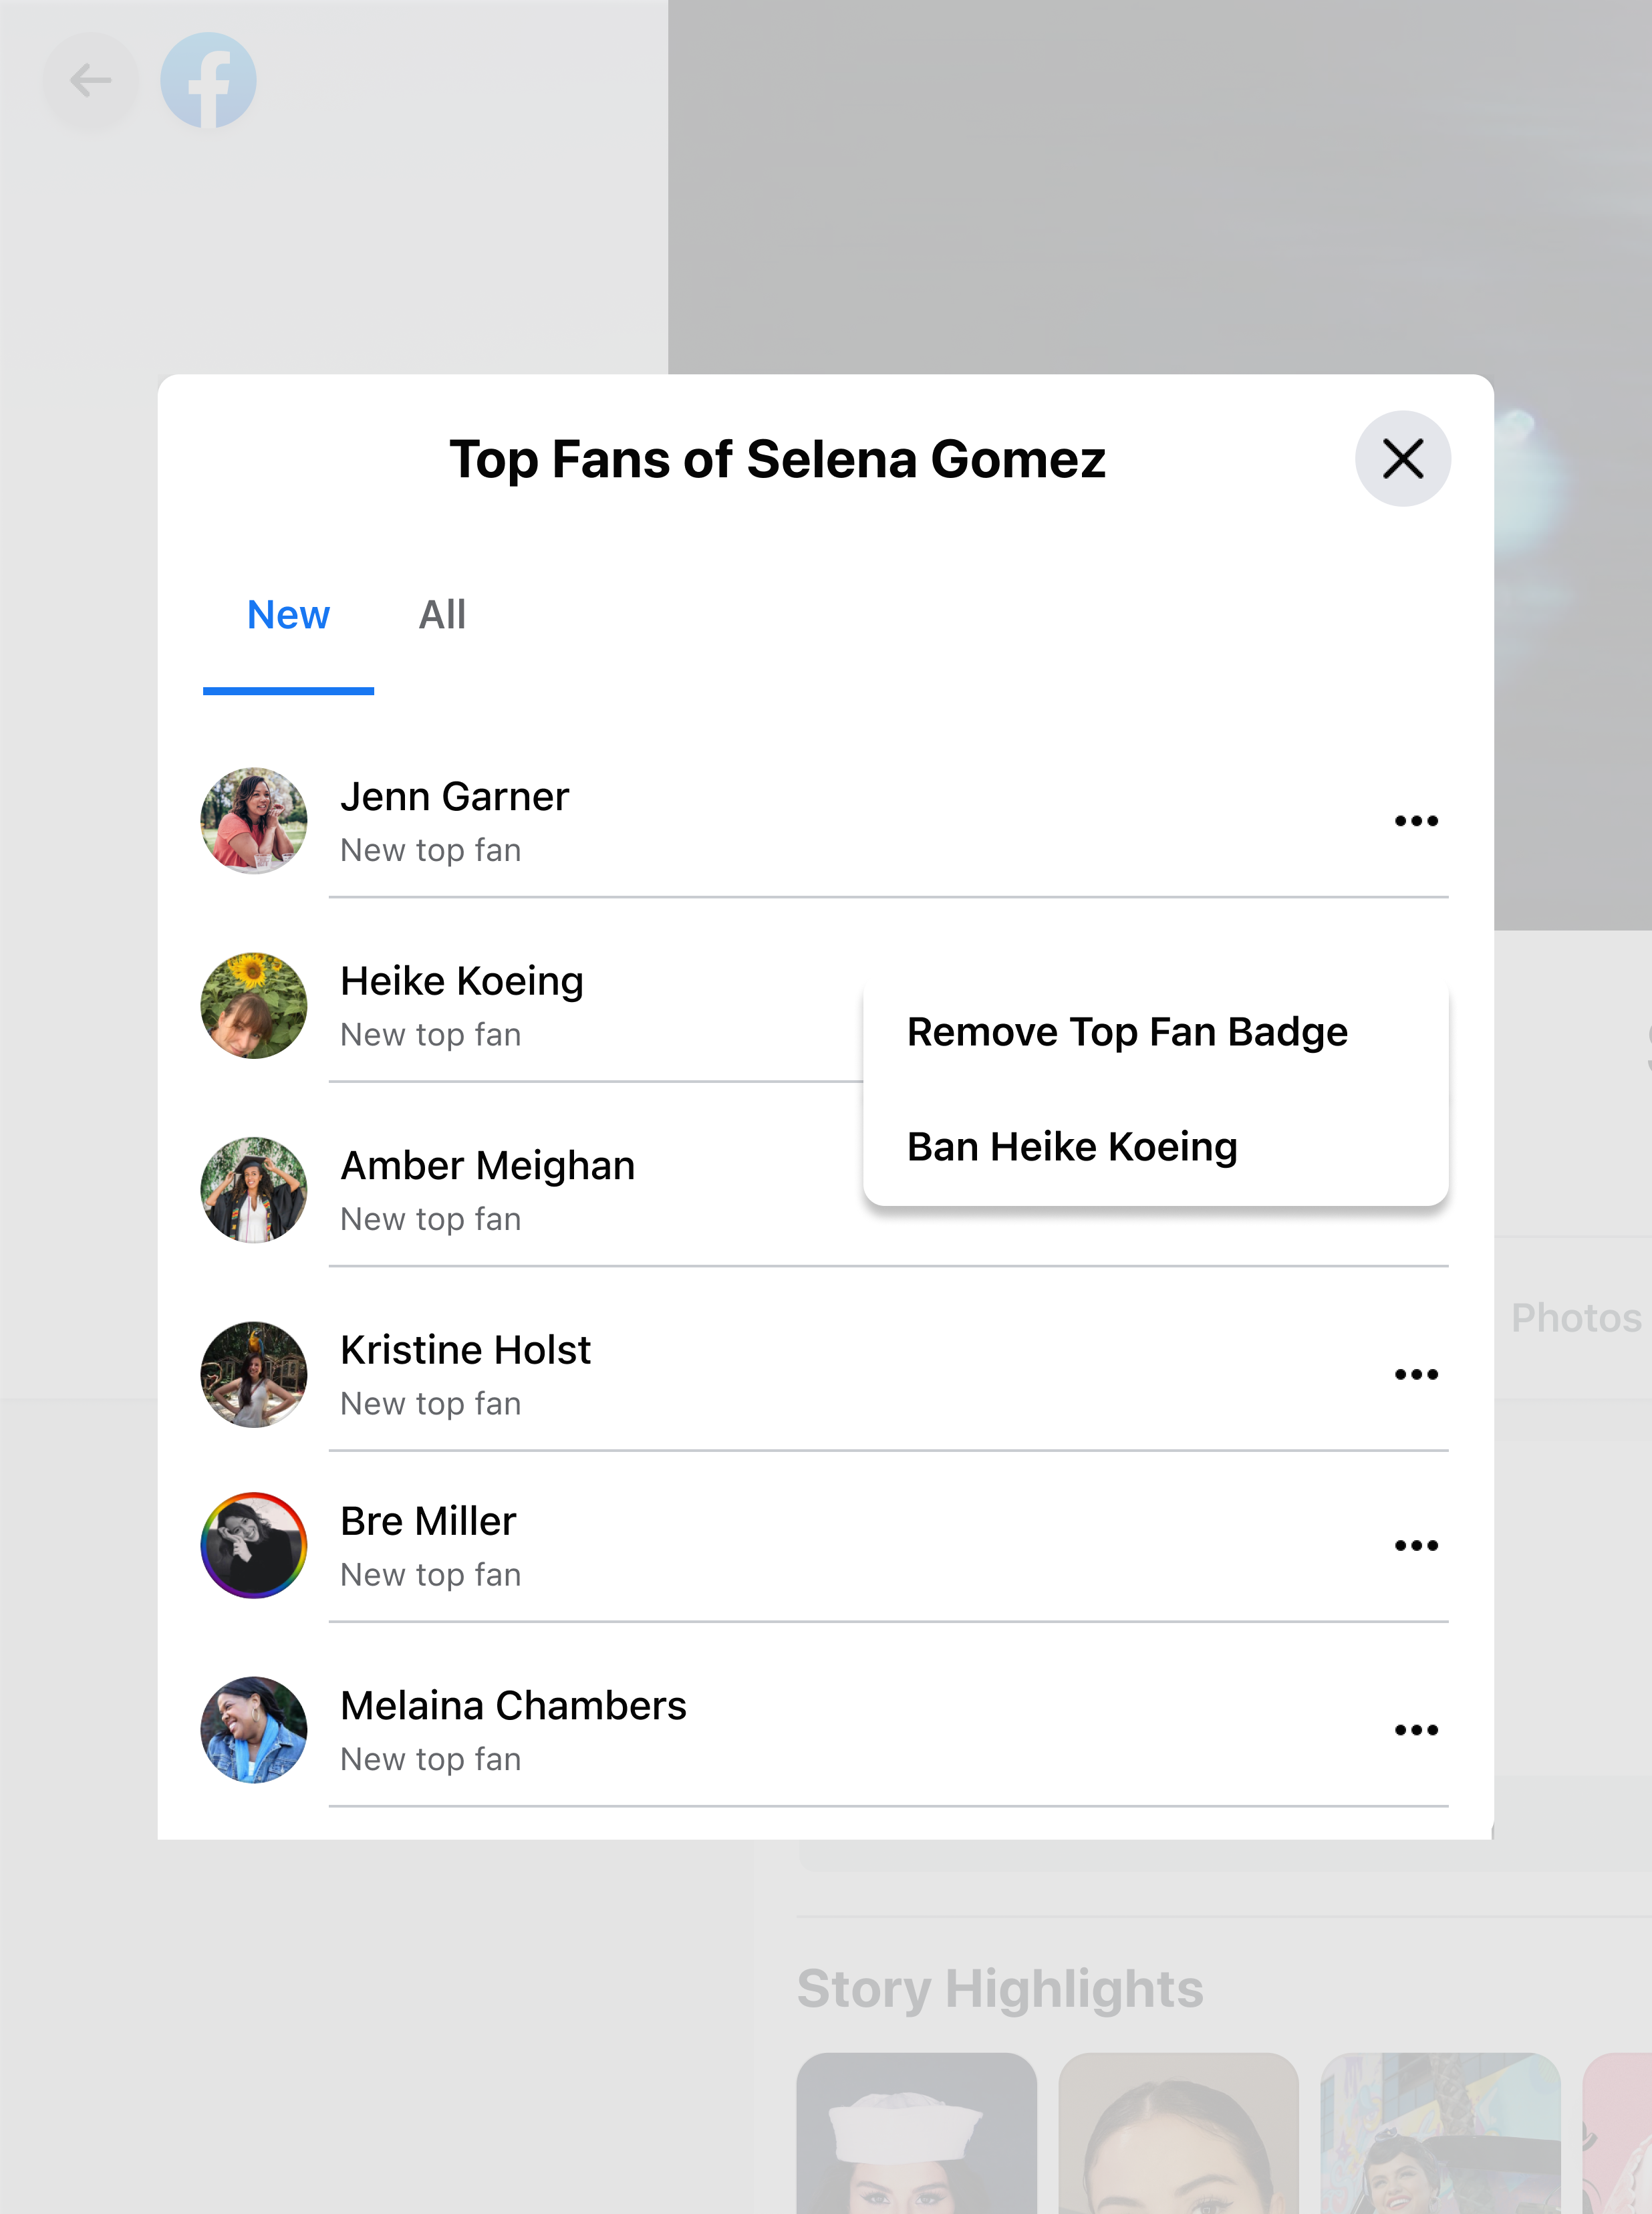 Top Fans of Selena Gomez
New
All
Jenn Garner
New top fan
Heike Koeing
New top fan
Remove Top Fan Badge
Ban Heike Koeing
Amber Meighan
New top fan
Kristine Holst
New top fan
Photos
Bre Miller
New top fan
Melaina Chambers
New top fan
Story Highlights